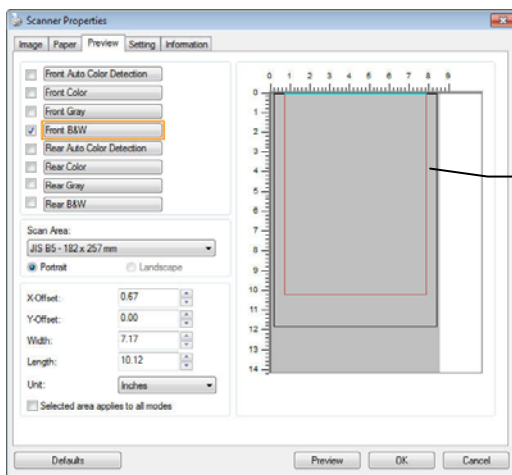 Scanner Properties
Image Paper Preview Setting Information
Front Auto Color Detection
Front Color
Front Gray
Front B&W
Rear Auto Color Detection
Rear Color
Rear Gray
Rear B&W
Scan Area:
JIS B5 - 182 x 257 mm
Portrait Landscape
X-Offset: 0.67
Y-Offset: 0.00
Width: 7.17
Length: 10.12
Unit: Inches
Selected area applies to all modes
0 1 2 3 4 5 6 7 8 9
0
1
2
3
4
5
6
7
8
9
10
11
12
13
14
Defaults Preview OK Cancel